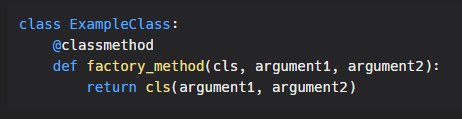 class ExampleClass:
    @classmethod
    def factory_method(cls, argument1, argument2):
        return cls(argument1, argument2)